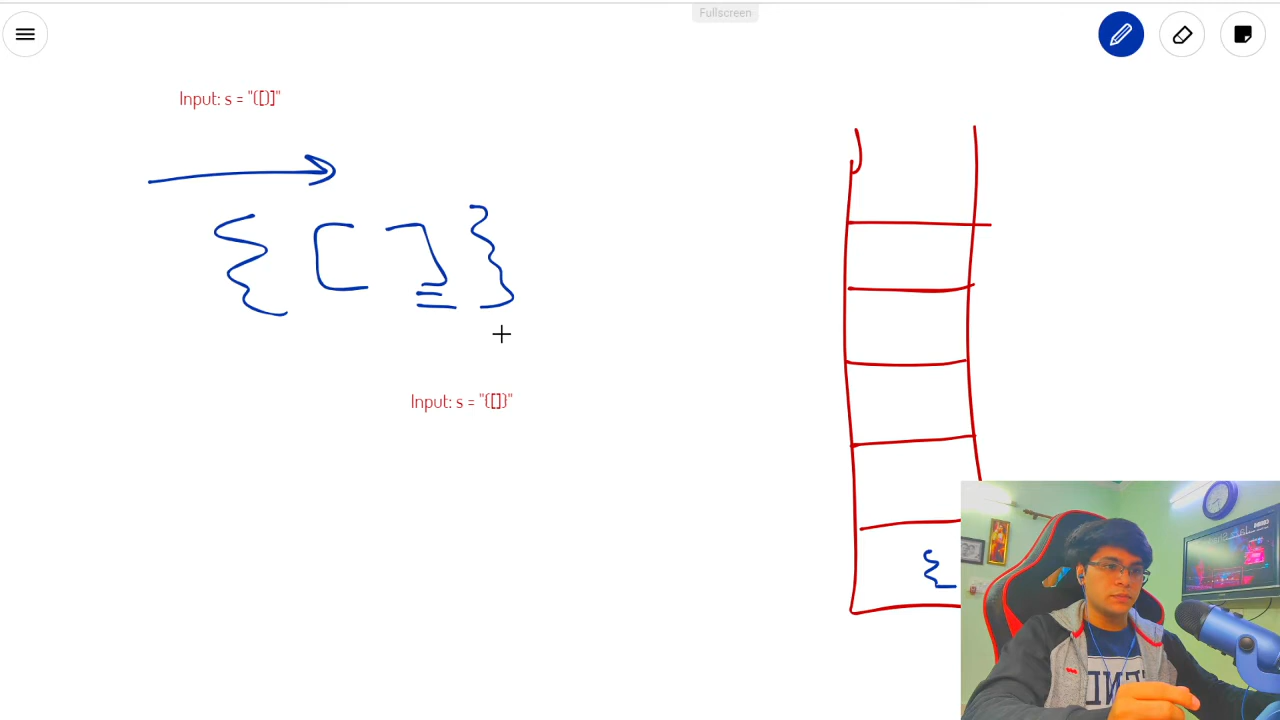 Fullscreen
Input: s = "([)]"
{ [ ] }
Input: s = "{[]}"
{